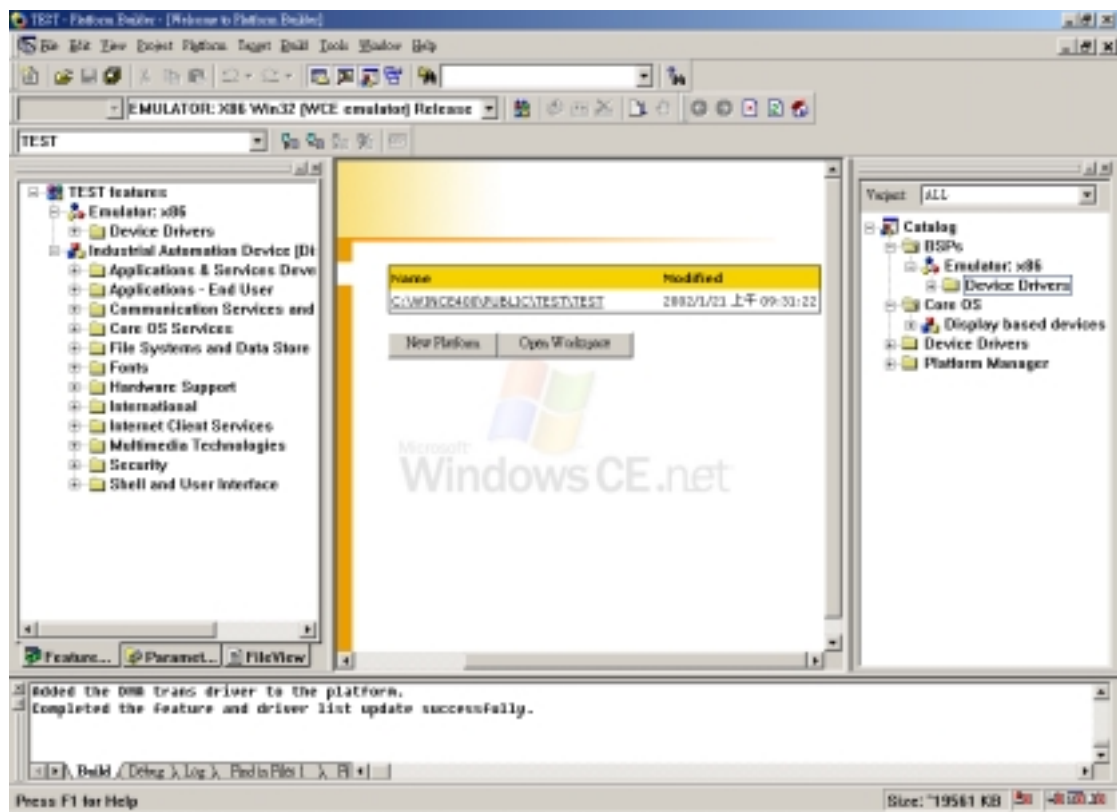 TEST - Platform Builder - [Welcome to Platform Builder]
File Edit View Project Platform Target Build Tools Window Help
EMULATOR: X86 Win32 (WCE emulator) Release
TEST
TEST features
Emulator: x86
Device Drivers
Industrial Automation Device [Di
Applications & Services Deve
Applications - End User
Communication Services and
Core OS Services
File Systems and Data Store
Fonts
Hardware Support
International
Internet Client Services
Multimedia Technologies
Security
Shell and User Interface
Feature... Paramet... FileView
Name Modified
C:\WINCE400\PUBLIC\TEST\TEST 2002/1/21 上午 09:31:22
New Platform Open Workspace
Microsoft
Windows CE .net
ALL
Catalog
BSPs
Emulator: x86
Device Drivers
Core OS
Display based devices
Device Drivers
Platform Manager
Added the DMA trans driver to the platform.
Completed the feature and driver list update successfully.
Build Debug Log Find in Files 1 Fi
Press F1 for Help
Size: ~19561 KB